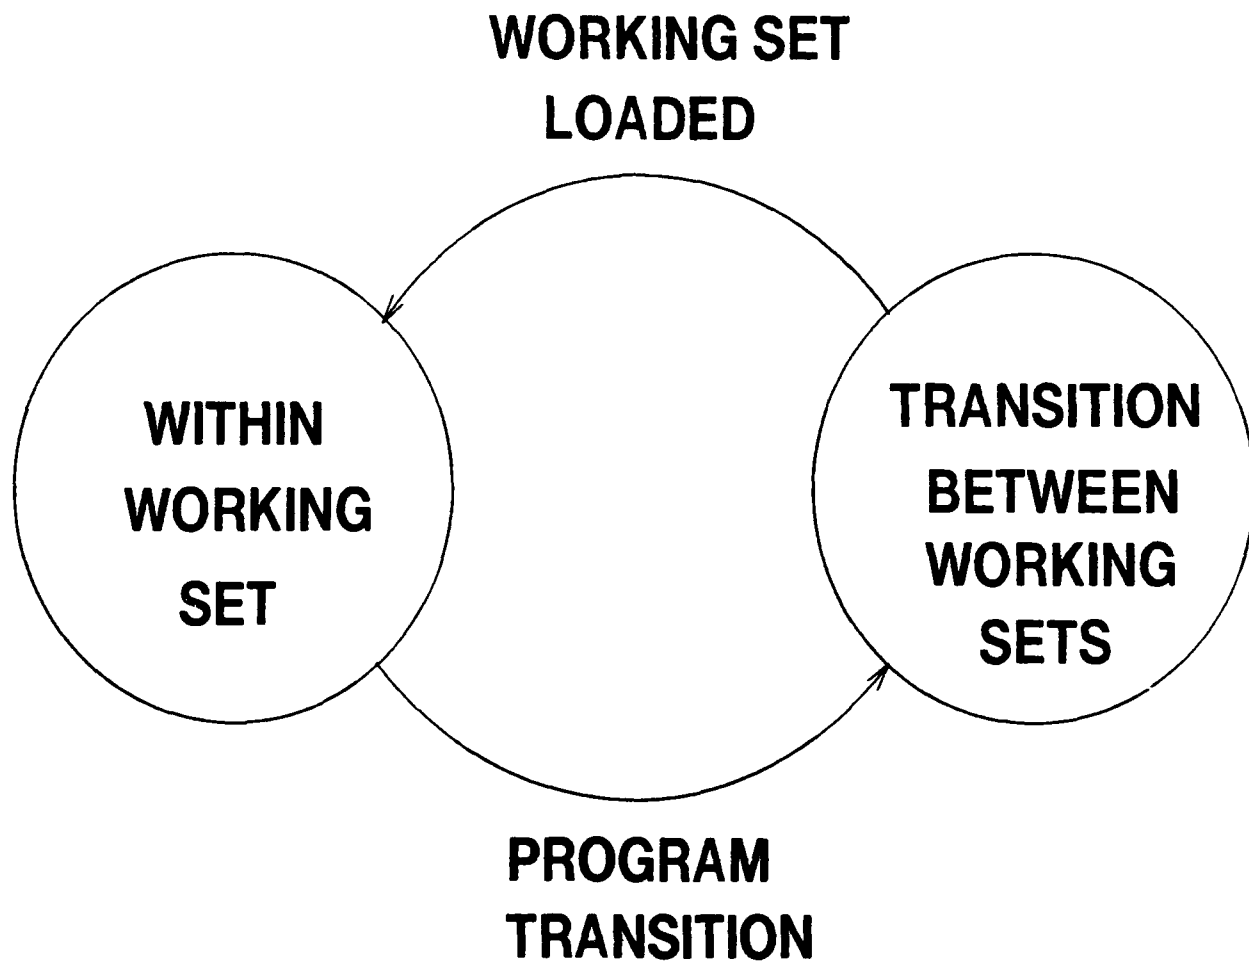 WORKING SET
LOADED
WITHIN
WORKING
SET
TRANSITION
BETWEEN
WORKING
SETS
PROGRAM
TRANSITION